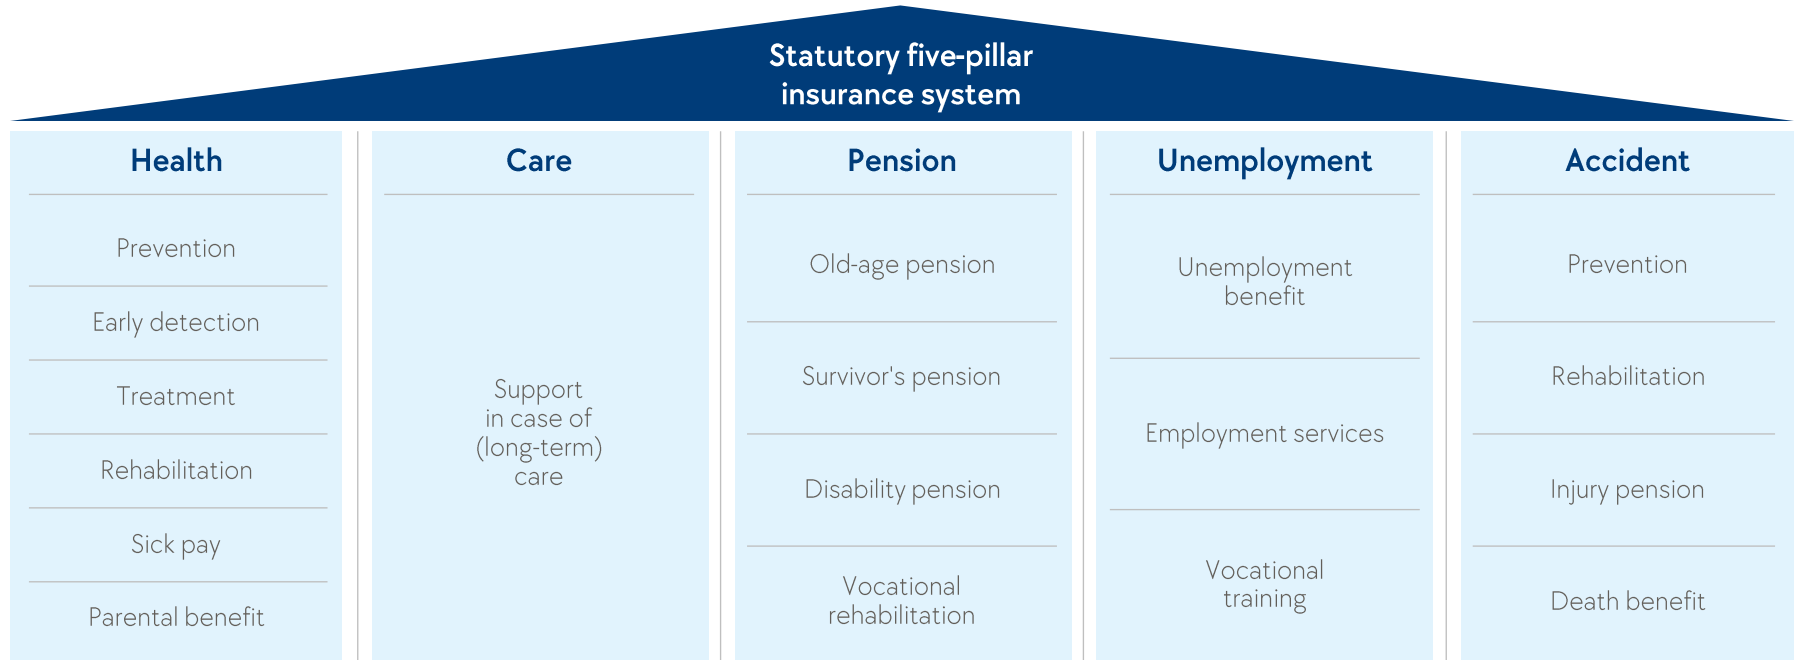 Statutory five-pillar
insurance system
Health
Prevention
Early detection
Treatment
Rehabilitation
Sick pay
Parental benefit
Care
Support
in case of
(long-term)
care
Pension
Old-age pension
Survivor's pension
Disability pension
Vocational
rehabilitation
Unemployment
Unemployment
benefit
Employment services
Vocational
training
Accident
Prevention
Rehabilitation
Injury pension
Death benefit